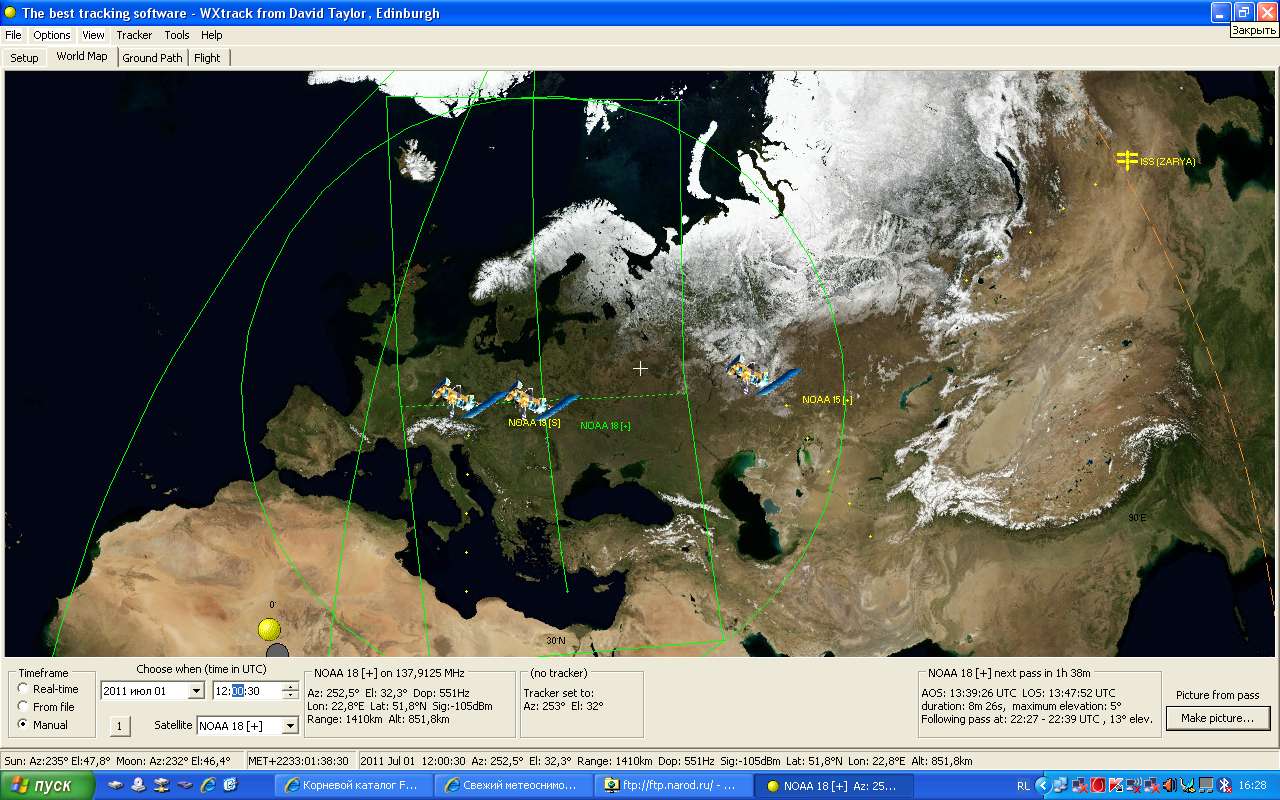 The best tracking software - WXtrack from David Taylor, Edinburgh
Закрыть
File Options View Tracker Tools Help
Setup World Map Ground Path Flight
ISS (ZARYA)
NOAA 15 [+]
NOAA 19 [S]
NOAA 18 [+]
90°E
0°
30°N
Timeframe
Real-time
From file
Manual
Choose when (time in UTC)
2011 июл 01
12:00:30
1
Satellite
NOAA 18 [+]
NOAA 18 [+] on 137,9125 MHz
Az: 252,5° El: 32,3° Dop: 551Hz
Lon: 22,8°E Lat: 51,8°N Sig:-105dBm
Range: 1410km Alt: 851,8km
(no tracker)
Tracker set to:
Az: 253° El: 32°
NOAA 18 [+] next pass in 1h 38m
AOS: 13:39:26 UTC LOS: 13:47:52 UTC
duration: 8m 26s, maximum elevation: 5°
Following pass at: 22:27 - 22:39 UTC , 13° elev.
Picture from pass
Make picture...
Sun: Az:235° El:47,8° Moon: Az:232° El:46,4°
MET+2233:01:38:30
2011 Jul 01 12:00:30 Az: 252,5° El: 32,3° Range: 1410km Dop: 551Hz Sig:-105dBm Lat: 51,8°N Lon: 22,8°E Alt: 851,8km
пуск
Корневой каталог F...
Свежий метеоснимо...
ftp://ftp.narod.ru/ - ...
NOAA 18 [+] Az: 25...
RL
16:28